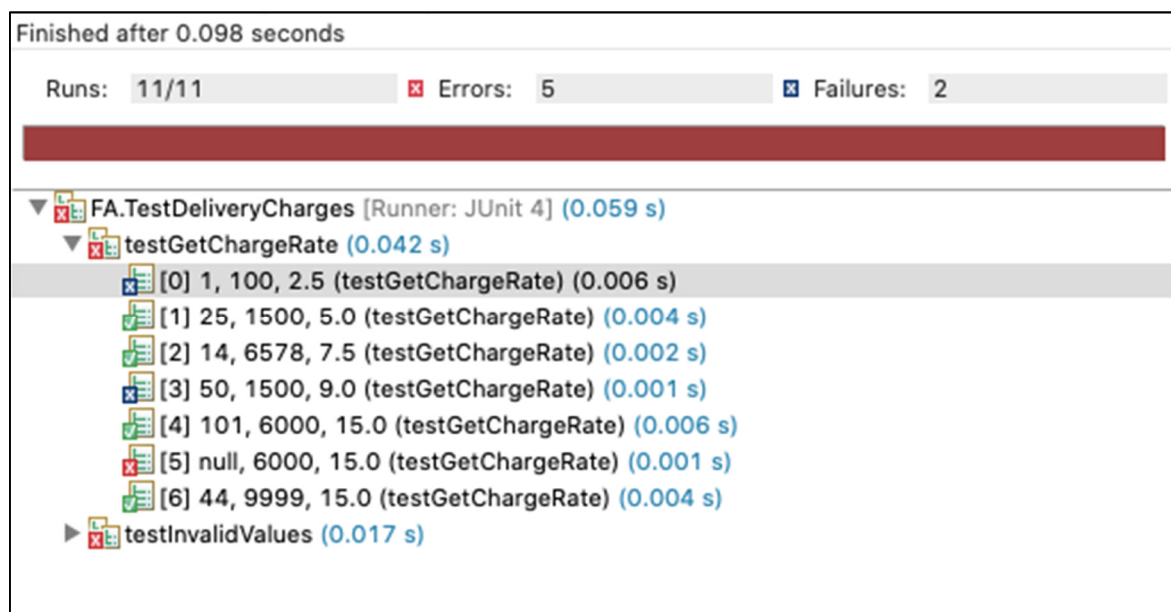 Finished after 0.098 seconds
Runs: 11/11 Errors: 5 Failures: 2
FA.TestDeliveryCharges [Runner: JUnit 4] (0.059 s)
testGetChargeRate (0.042 s)
[0] 1, 100, 2.5 (testGetChargeRate) (0.006 s)
[1] 25, 1500, 5.0 (testGetChargeRate) (0.004 s)
[2] 14, 6578, 7.5 (testGetChargeRate) (0.002 s)
[3] 50, 1500, 9.0 (testGetChargeRate) (0.001 s)
[4] 101, 6000, 15.0 (testGetChargeRate) (0.006 s)
[5] null, 6000, 15.0 (testGetChargeRate) (0.001 s)
[6] 44, 9999, 15.0 (testGetChargeRate) (0.004 s)
testInvalidValues (0.017 s)